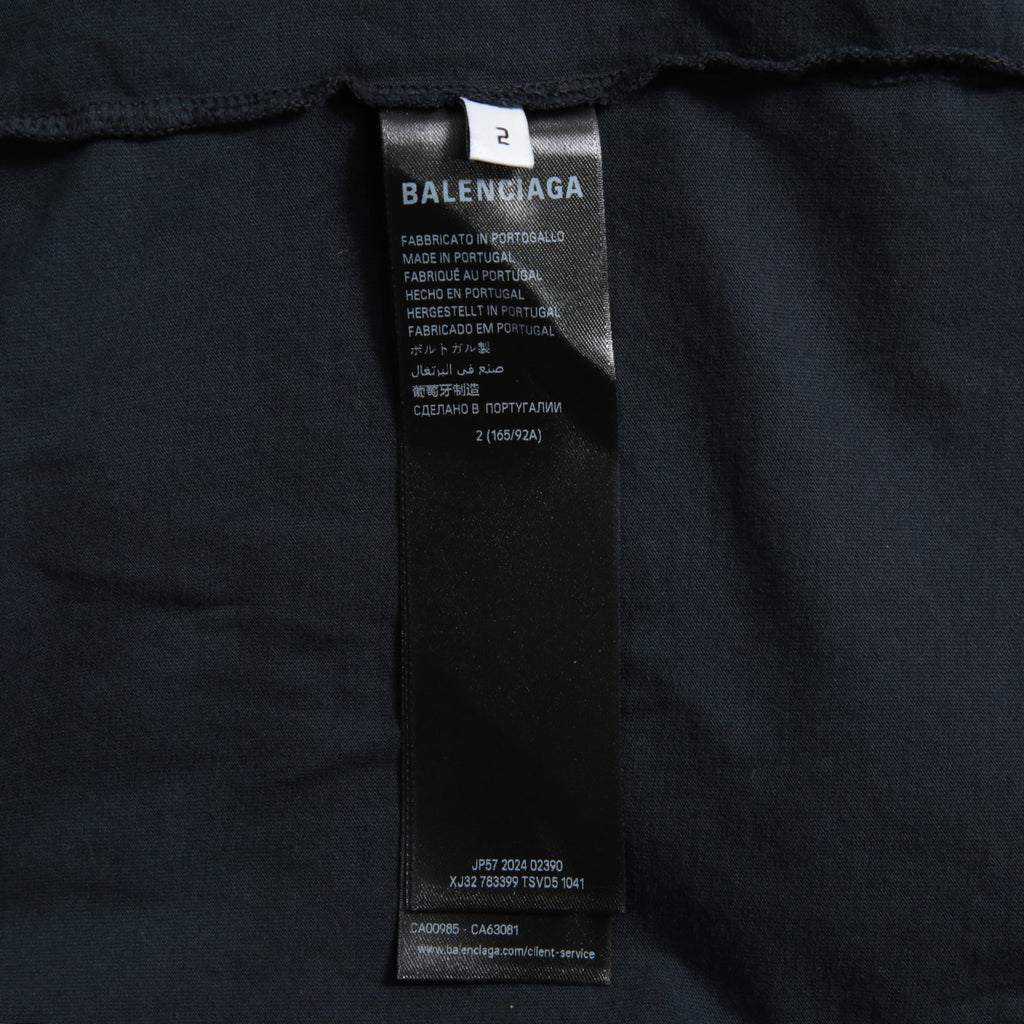 2
BALENCIAGA
FABBRICATO IN PORTOGALLO
MADE IN PORTUGAL
FABRIQUÉ AU PORTUGAL
HECHO EN PORTUGAL
HERGESTELLT IN PORTUGAL
FABRICADO EM PORTUGAL
ポルトガル製
صنع في البرتغال
葡萄牙制造
СДЕЛАНО В ПОРТУГАЛИИ
2 (165/92A)
JP57 2024 02390
XJ32 783399 TSVD5 1041
CA00985 - CA63081
www.balenciaga.com/client-service